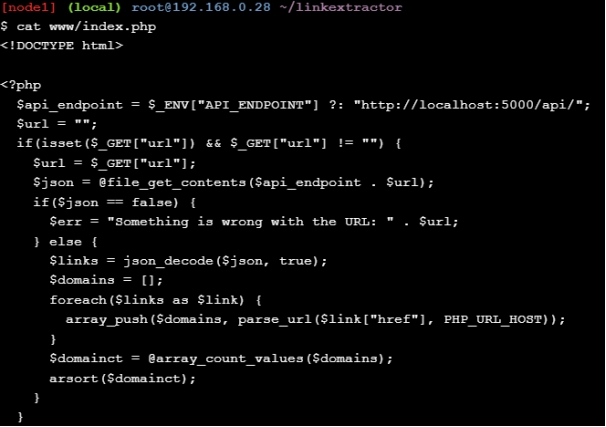 [node1] (local) root@192.168.0.28 ~/linkextractor
$ cat www/index.php
<!DOCTYPE html>

<?php
  $api_endpoint = $_ENV["API_ENDPOINT"] ?: "http://localhost:5000/api/";
  $url = "";
  if(isset($_GET["url"]) && $_GET["url"] != "") {
    $url = $_GET["url"];
    $json = @file_get_contents($api_endpoint . $url);
    if($json == false) {
      $err = "Something is wrong with the URL: " . $url;
    } else {
      $links = json_decode($json, true);
      $domains = [];
      foreach($links as $link) {
        array_push($domains, parse_url($link["href"], PHP_URL_HOST));
      }
      $domainct = @array_count_values($domains);
      arsort($domainct);
    }
  }